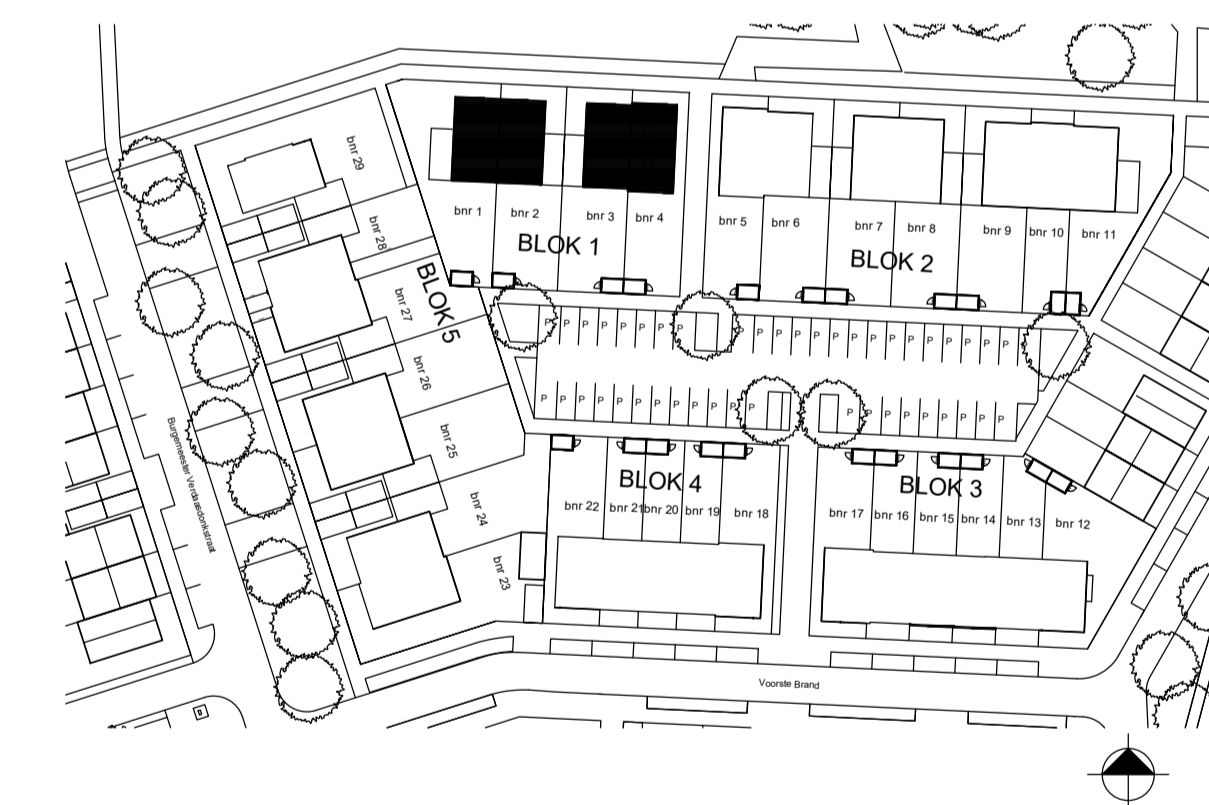 bnr 29
bnr 28
bnr 27
bnr 26
bnr 25
bnr 24
bnr 23
BLOK 5
bnr 1
bnr 2
bnr 3
bnr 4
BLOK 1
bnr 5
bnr 6
bnr 7
bnr 8
bnr 9
bnr 10
bnr 11
BLOK 2
P P P P P P P P P P P P P P P P P P P P P P P
P P P P P P P P P P P P P P P P P P P P P
BLOK 4
bnr 22
bnr 21
bnr 20
bnr 19
bnr 18
BLOK 3
bnr 17
bnr 16
bnr 15
bnr 14
bnr 13
bnr 12
Burgemeester Verdaasdonkstraat
Voorste Brand